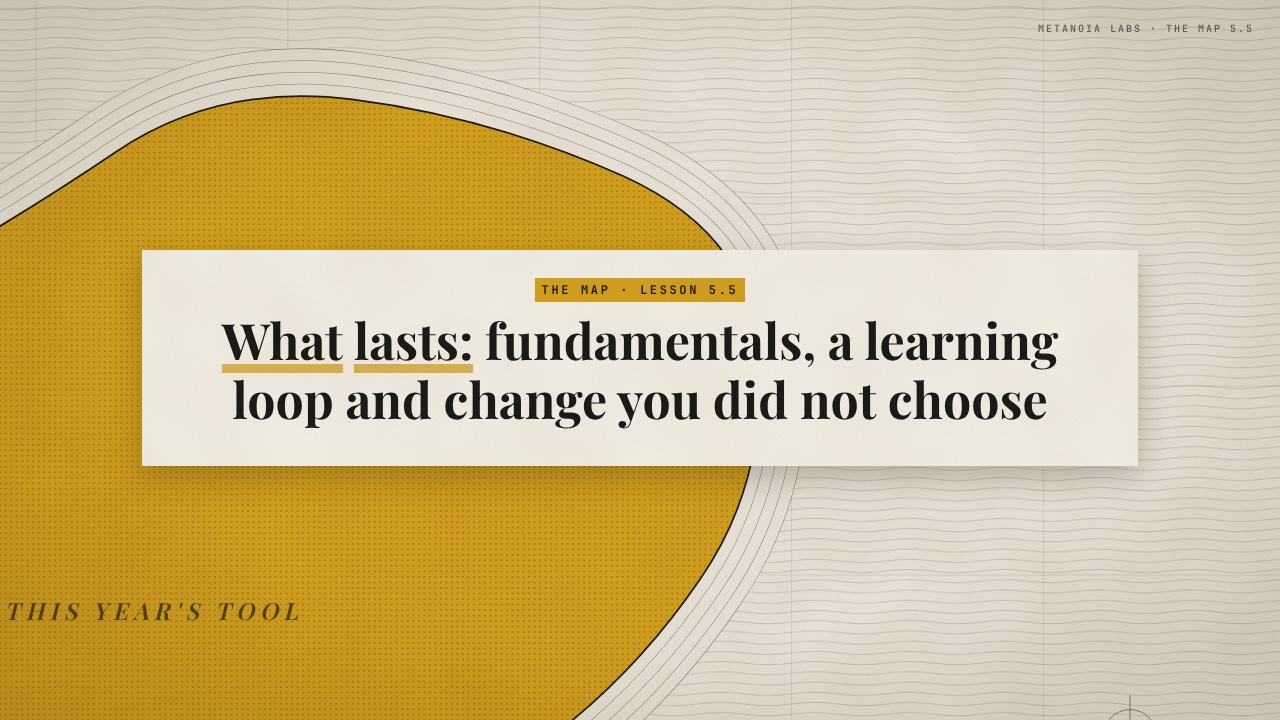 METANOIA LABS · THE MAP 5.5
THE MAP · LESSON 5.5
What lasts: fundamentals, a learning
loop and change you did not choose
THIS YEAR'S TOOL